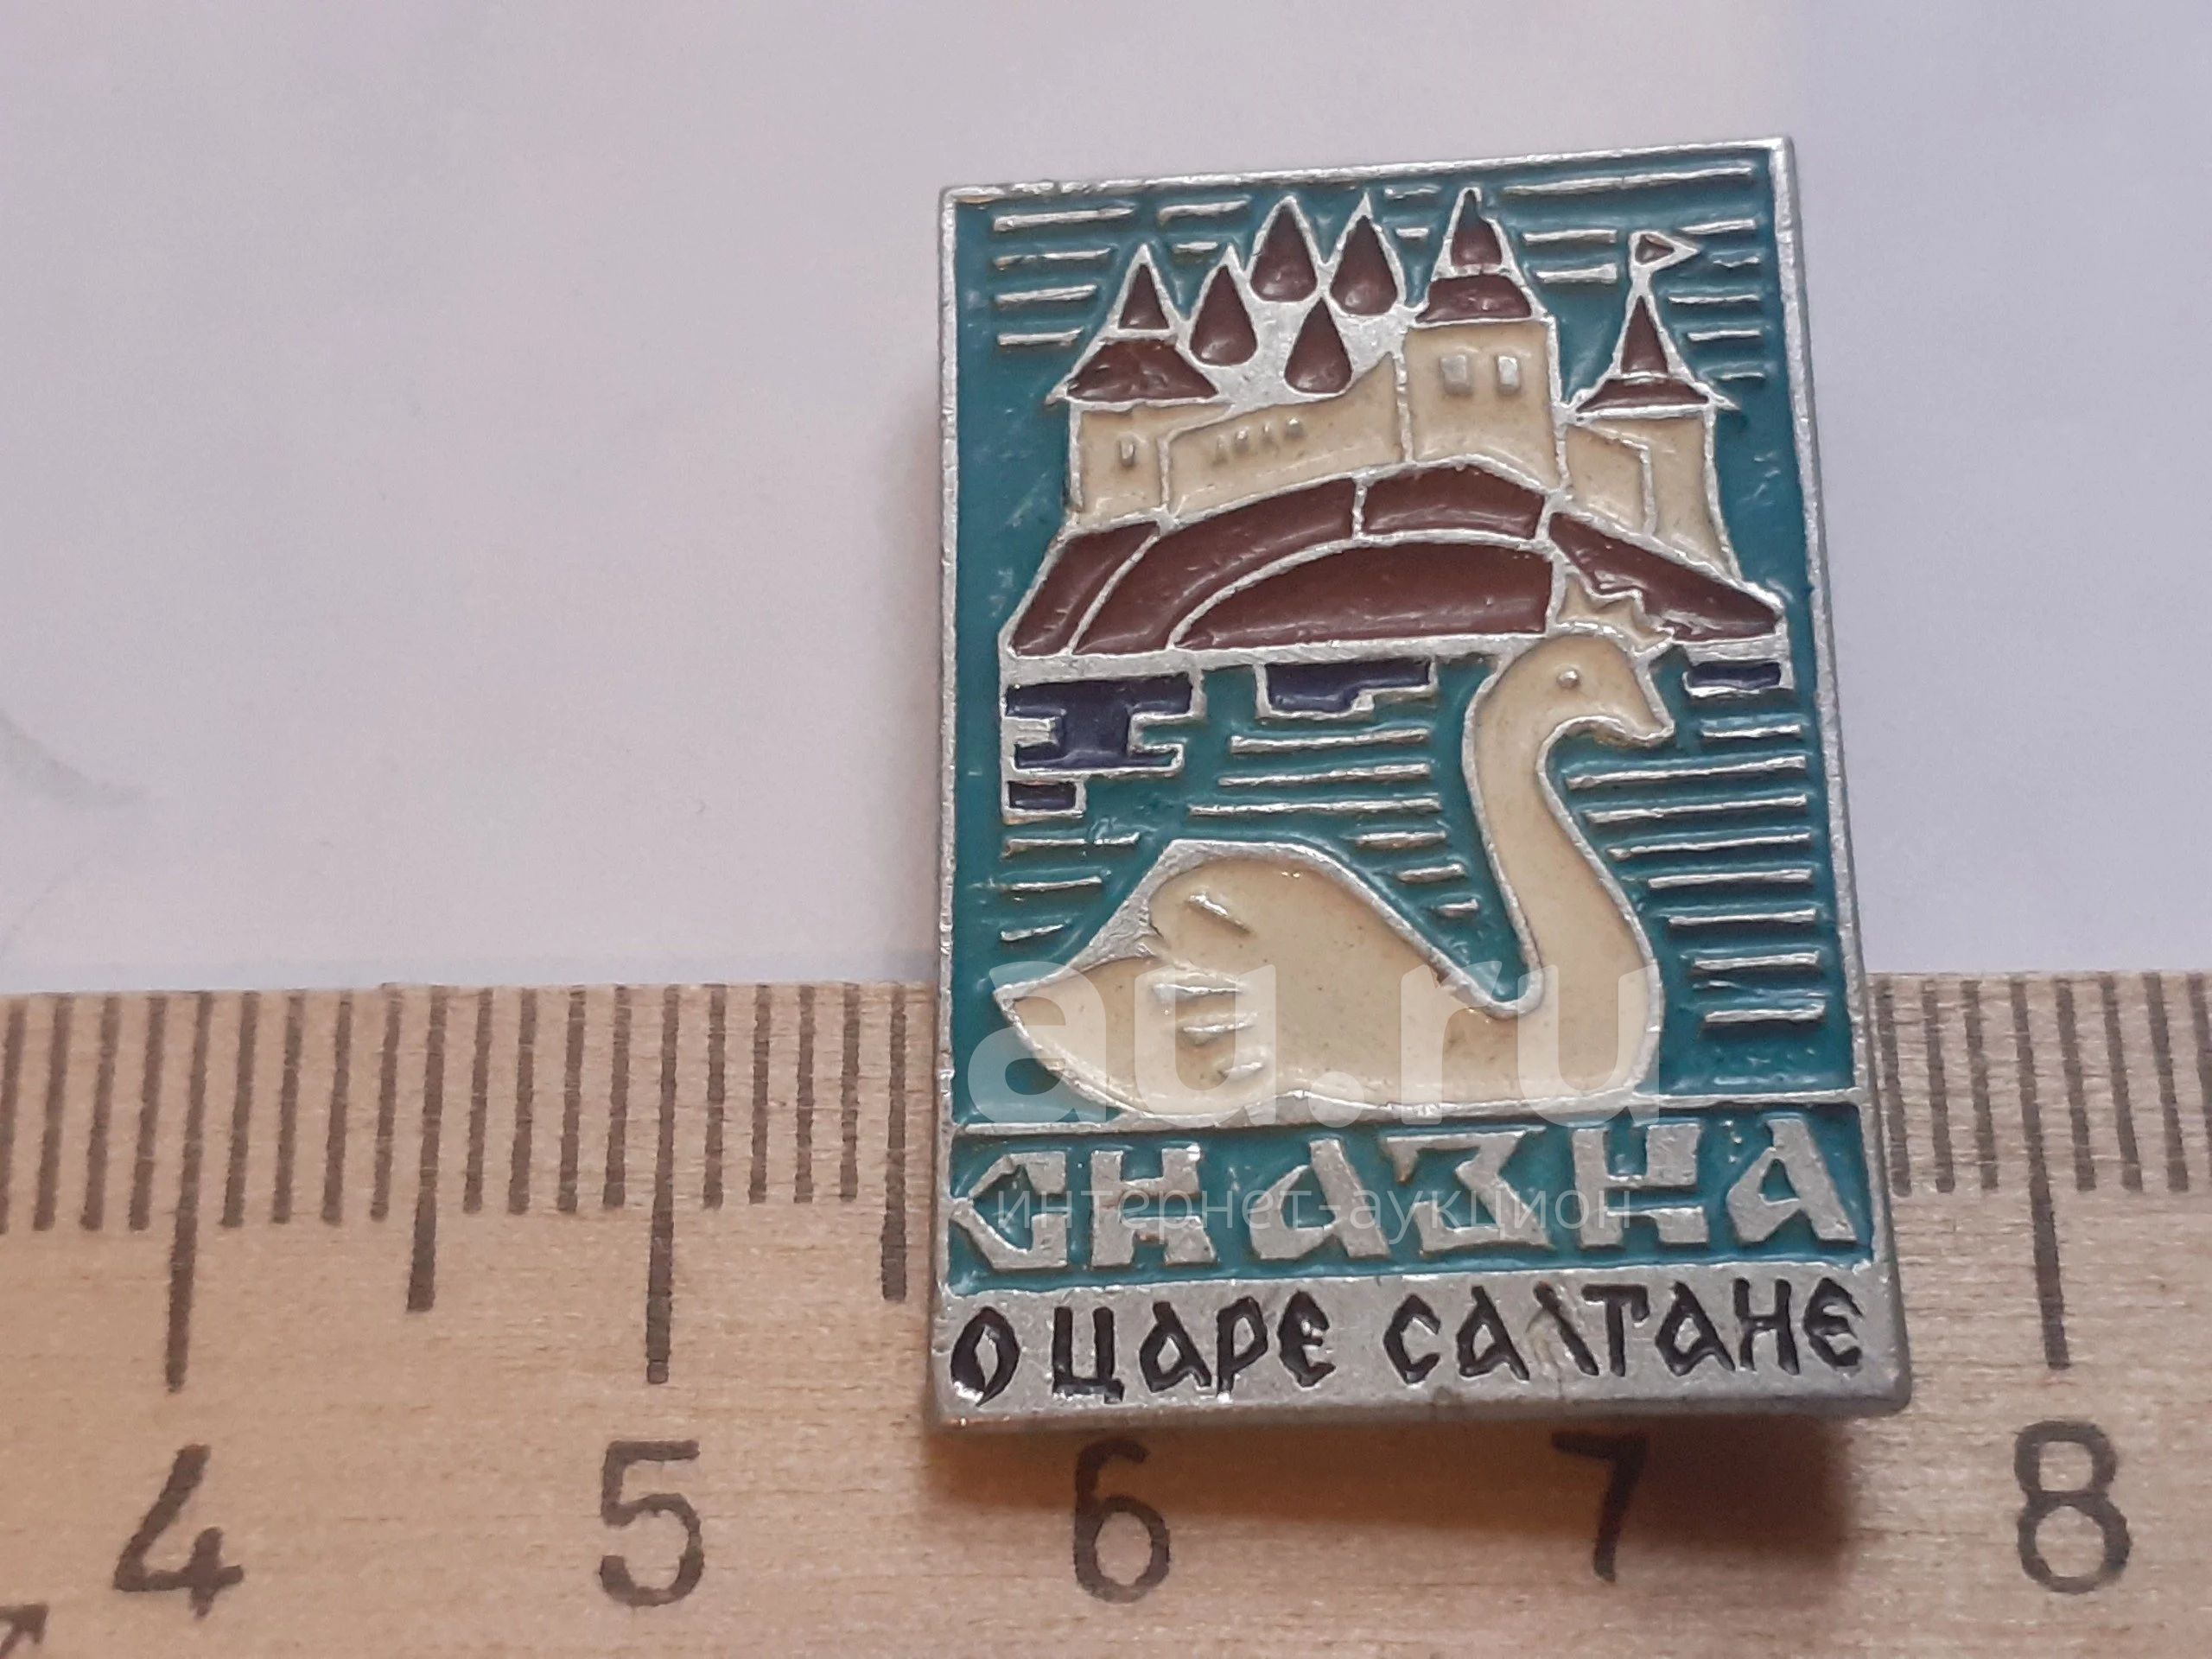 au.ru
СКАЗКА
интернет-аукцион
О ЦАРЕ САЛТАНЕ
4 5 6 7 8